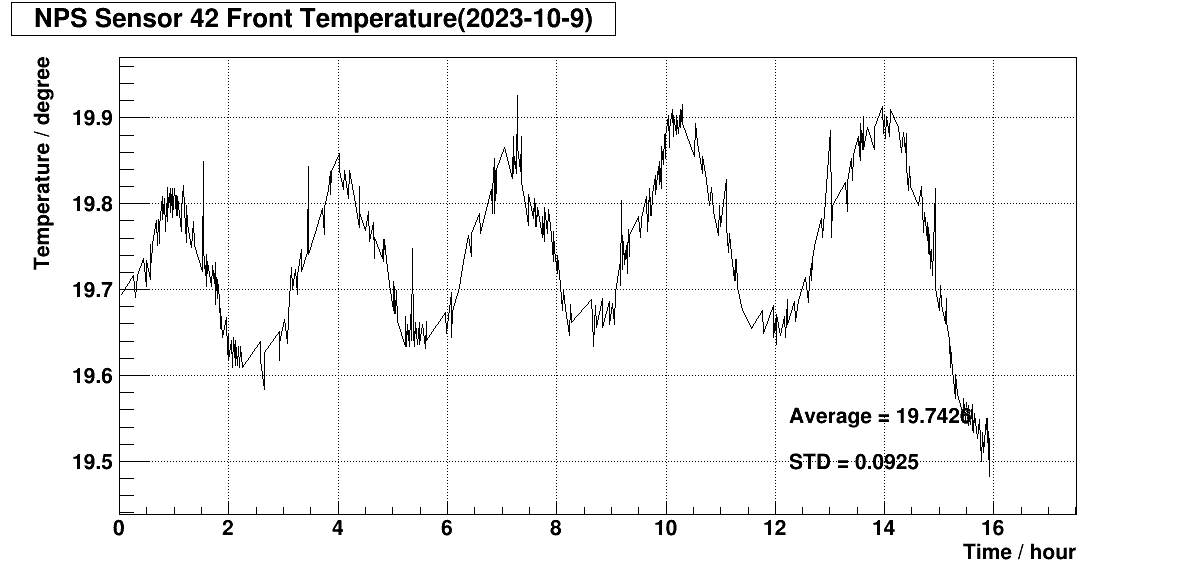 NPS Sensor 42 Front Temperature(2023-10-9)
Temperature / degree
19.9
19.8
19.7
19.6
19.5
Average = 19.7426
STD = 0.0925
0 2 4 6 8 10 12 14 16
Time / hour